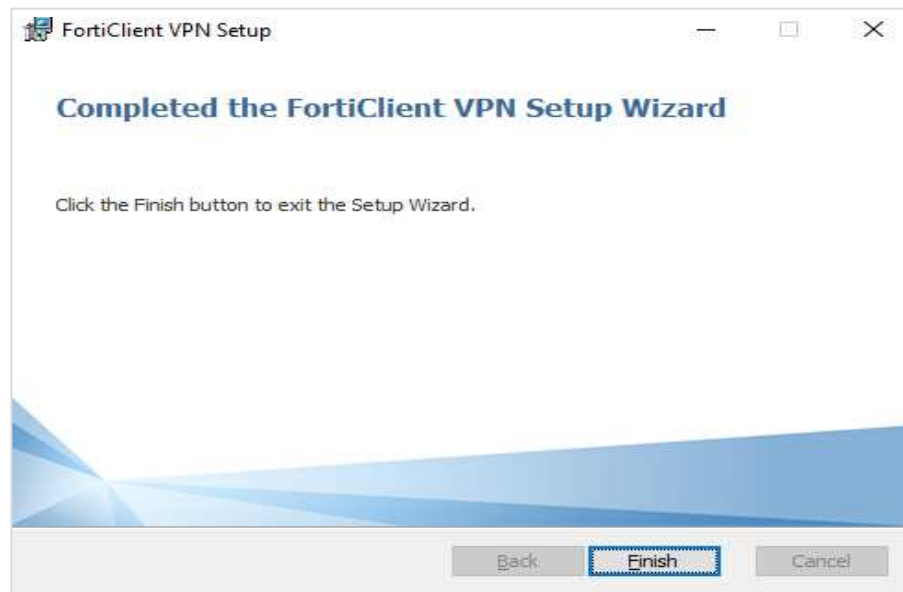 FortiClient VPN Setup
Completed the FortiClient VPN Setup Wizard
Click the Finish button to exit the Setup Wizard.
Back Finish Cancel